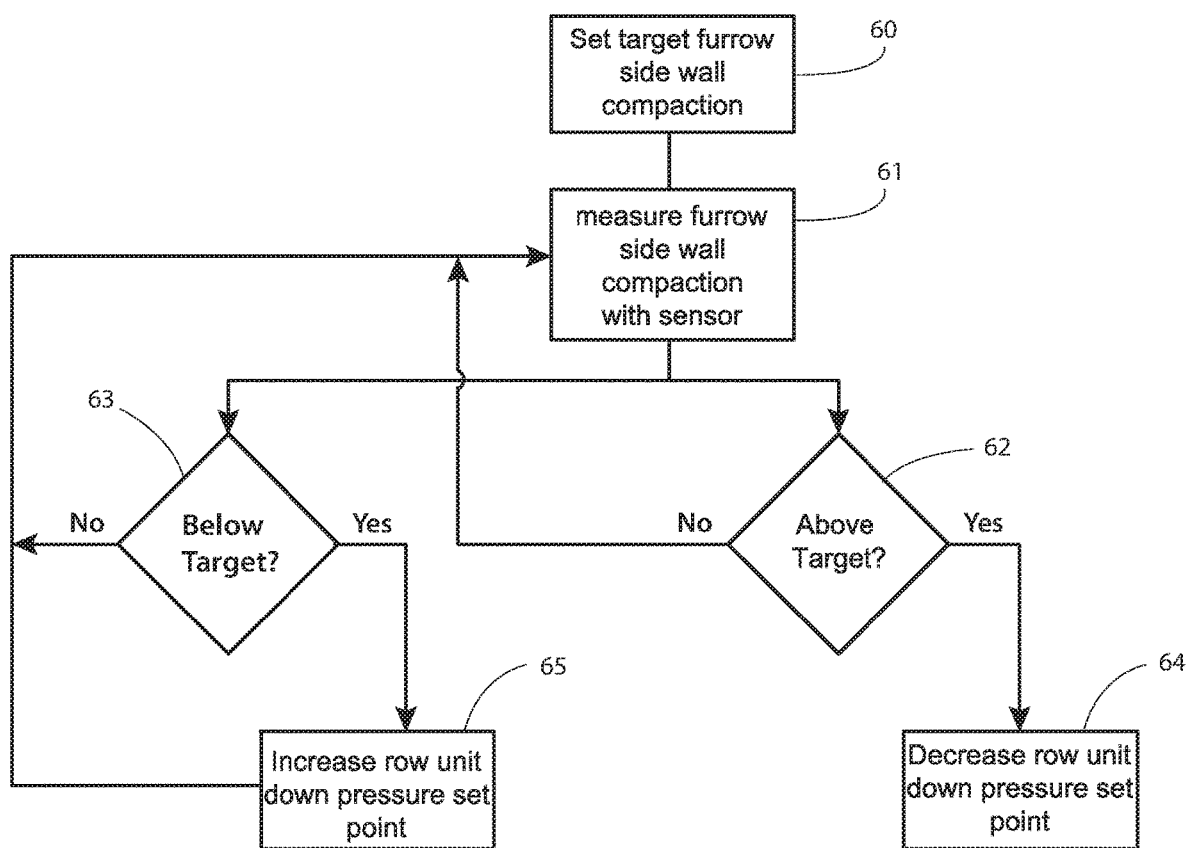 60
Set target furrow
side wall
compaction
61
measure furrow
side wall
compaction
with sensor
63
62
No
Below
Target?
Yes
No
Above
Target?
Yes
65
64
Increase row unit
down pressure set
point
Decrease row unit
down pressure set
point